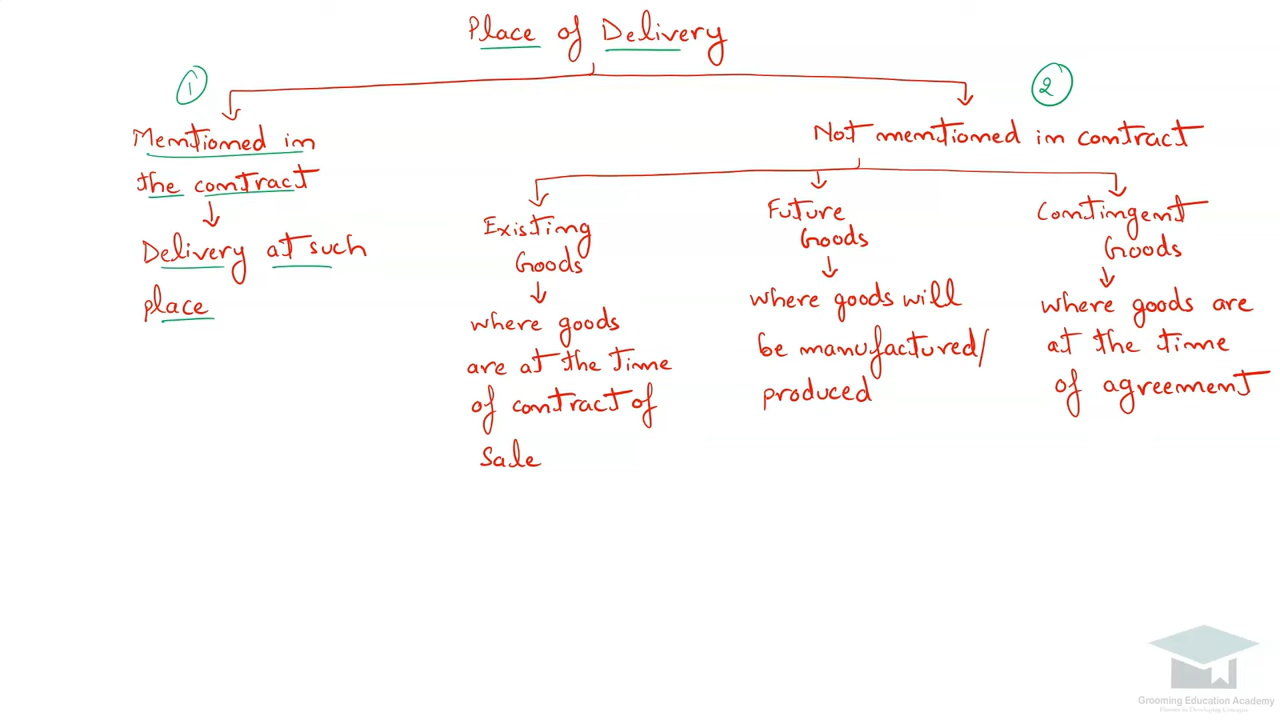 Place of Delivery
1
2
Mentioned in
the contract
Delivery at such
place
Not mentioned in contract
Existing
Goods
where goods
are at the time
of contract of
Sale
Future
Goods
where goods will
be manufactured/
produced
Contingent
Goods
where goods are
at the time
of agreement
Grooming Education Academy